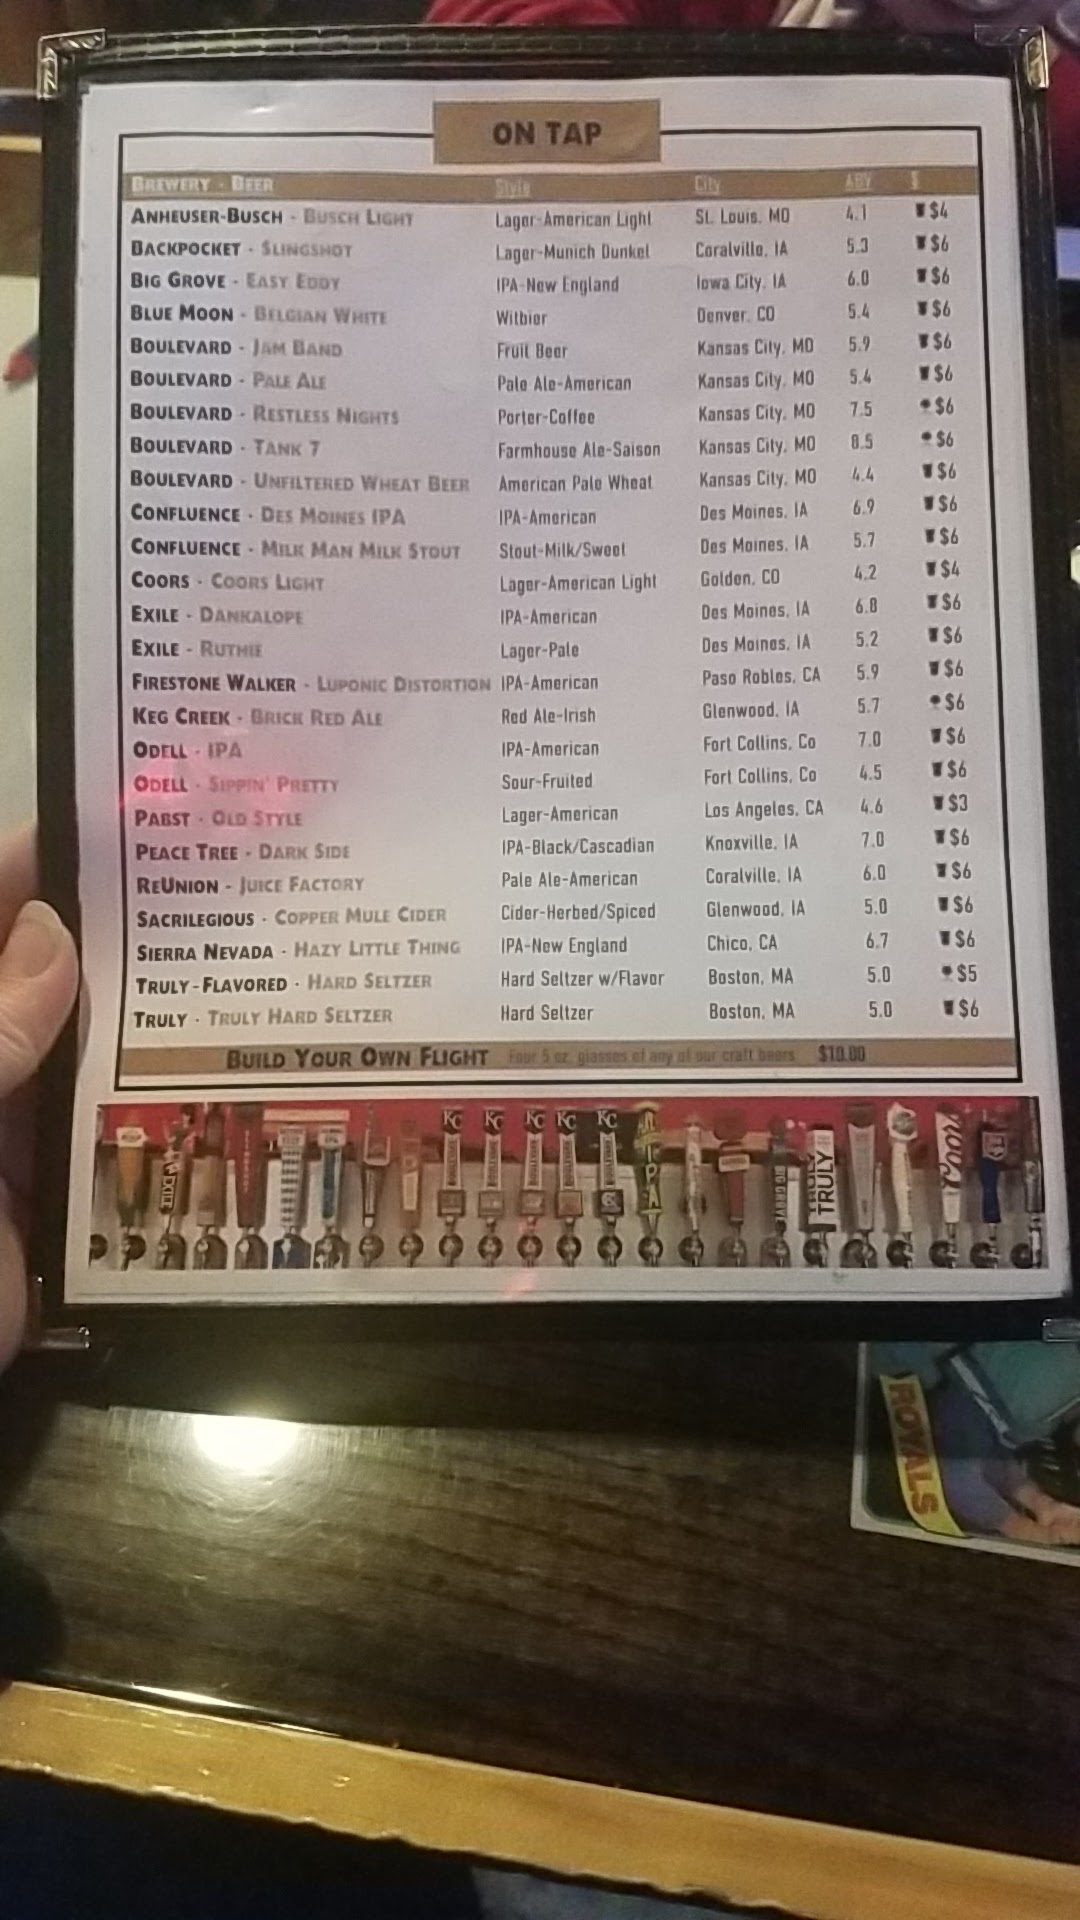 ON TAP
BREWERY - BEER Style City ABV $
ANHEUSER-BUSCH - BUSCH LIGHT Lager-American Light St. Louis, MO 4.1 $4
BACKPOCKET - SLINGSHOT Lager-Munich Dunkel Coralville, IA 5.3 $6
BIG GROVE - EASY EDDY IPA-New England Iowa City, IA 6.0 $6
BLUE MOON - BELGIAN WHITE Witbier Denver, CO 5.4 $6
BOULEVARD - JAM BAND Fruit Beer Kansas City, MO 5.9 $6
BOULEVARD - PALE ALE Pale Ale-American Kansas City, MO 5.4 $6
BOULEVARD - RESTLESS NIGHTS Porter-Coffee Kansas City, MO 7.5 $6
BOULEVARD - TANK 7 Farmhouse Ale-Saison Kansas City, MO 8.5 $6
BOULEVARD - UNFILTERED WHEAT BEER American Pale Wheat Kansas City, MO 4.4 $6
CONFLUENCE - DES MOINES IPA IPA-American Des Moines, IA 6.9 $6
CONFLUENCE - MILK MAN MILK STOUT Stout-Milk/Sweet Des Moines, IA 5.7 $6
COORS - COORS LIGHT Lager-American Light Golden, CO 4.2 $4
EXILE - DANKALOPE IPA-American Des Moines, IA 6.8 $6
EXILE - RUTHIE Lager-Pale Des Moines, IA 5.2 $6
FIRESTONE WALKER - LUPONIC DISTORTION IPA-American Paso Robles, CA 5.9 $6
KEG CREEK - BRICK RED ALE Red Ale-Irish Glenwood, IA 5.7 $6
ODELL - IPA IPA-American Fort Collins, Co 7.0 $6
ODELL - SIPPIN' PRETTY Sour-Fruited Fort Collins, Co 4.5 $6
PABST - OLD STYLE Lager-American Los Angeles, CA 4.6 $3
PEACE TREE - DARK SIDE IPA-Black/Cascadian Knoxville, IA 7.0 $6
REUNION - JUICE FACTORY Pale Ale-American Coralville, IA 6.0 $6
SACRILEGIOUS - COPPER MULE CIDER Cider-Herbed/Spiced Glenwood, IA 5.0 $6
SIERRA NEVADA - HAZY LITTLE THING IPA-New England Chico, CA 6.7 $6
TRULY-FLAVORED - HARD SELTZER Hard Seltzer w/Flavor Boston, MA 5.0 $5
TRULY - TRULY HARD SELTZER Hard Seltzer Boston, MA 5.0 $6
BUILD YOUR OWN FLIGHT Four 5 oz. glasses of any of our craft beers $10.00
KC KC KC KC KC
IPA
TRULY
ROYALS